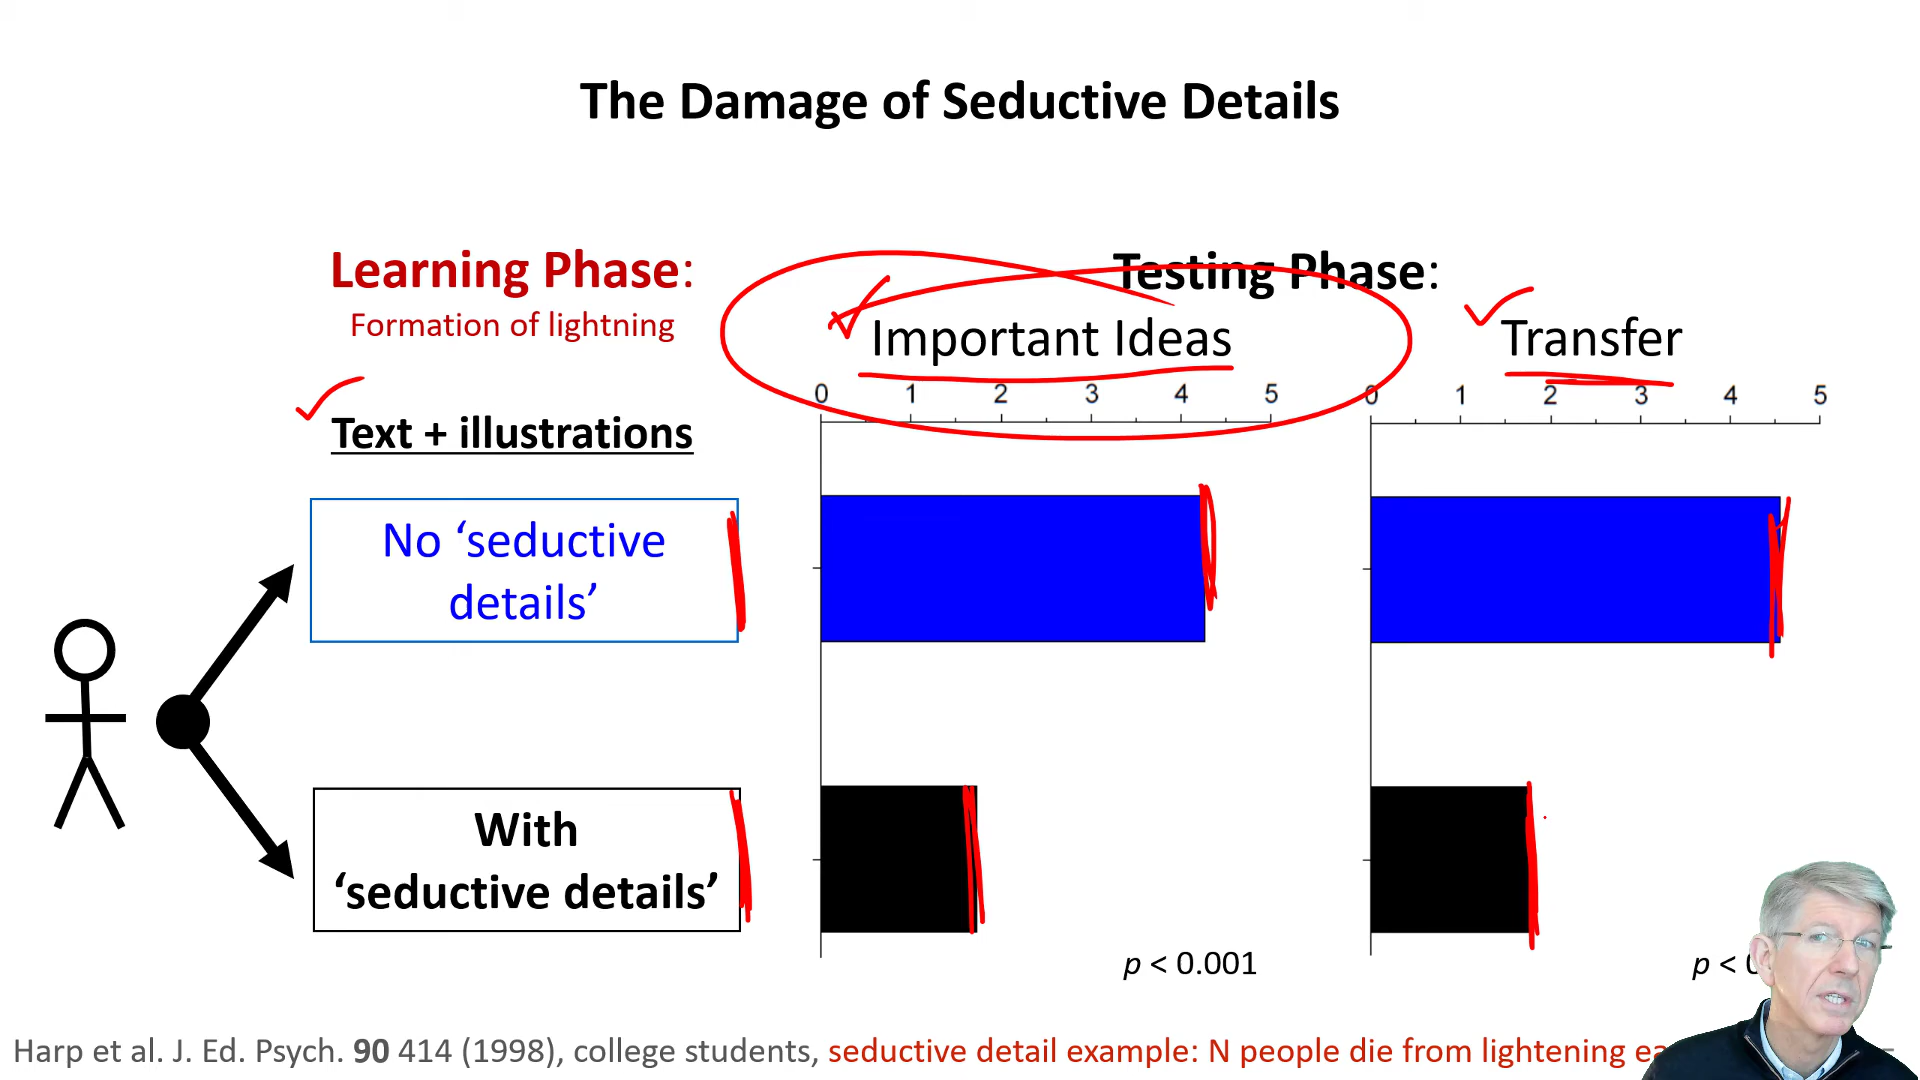 The Damage of Seductive Details
Learning Phase:
Formation of lightning
Testing Phase:
Important Ideas
Transfer
0 1 2 3 4 5
0 1 2 3 4 5
Text + illustrations
No ‘seductive
details’
With
‘seductive details’
p < 0.001
p <
Harp et al. J. Ed. Psych. 90 414 (1998), college students, seductive detail example: N people die from lightening